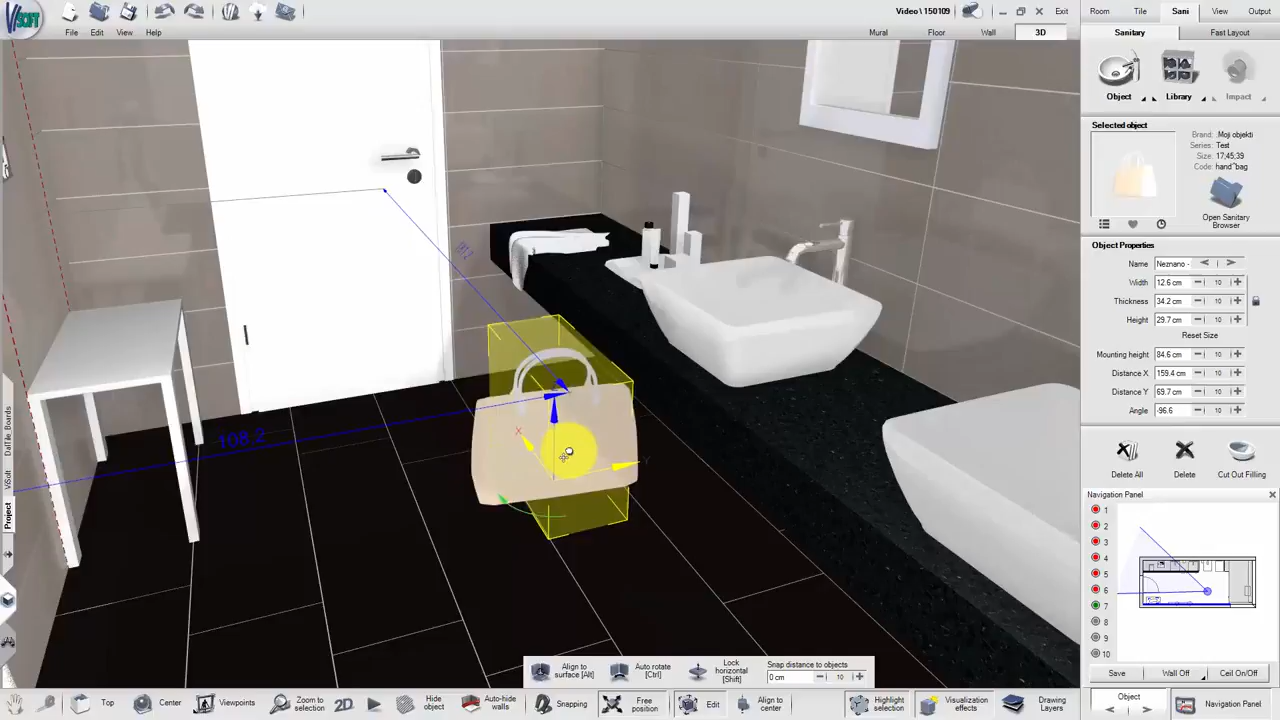 ViSOFT
File Edit View Help
Video \ 150109
Exit
Mural Floor Wall 3D
Room Tile Sani View Output
Sanitary Fast Layout
Object Library Impact
Selected object
Brand: .Moji objekti
Series: Test
Size: 17;45;39
Code: hand^bag
Open Sanitary
Browser
Object Properties
Name Neznano -
Width 12.6 cm 10
Thickness 34.2 cm 10
Height 29.7 cm 10
Reset Size
Mounting height 84.6 cm 10
Distance X 159.4 cm 10
Distance Y 69.7 cm 10
Angle -96.6 10
Delete All Delete Cut Out Filling
Navigation Panel
1
2
3
4
5
6
7
8
9
10
Save Wall Off Ceil On/Off
Object Navigation Panel
108.2
X
Y
Project ViSoft Da!Tile_Boards
Align to
surface [Alt]
Auto rotate
[Ctrl]
Lock
horizontal
[Shift]
Snap distance to objects
0 cm 10
Top Center Viewpoints
Zoom to
selection
2D
Hide
object
Auto-hide
walls
Snapping
Free
position
Edit
Align to
center
Highlight
selection
Visualization
effects
Drawing
Layers